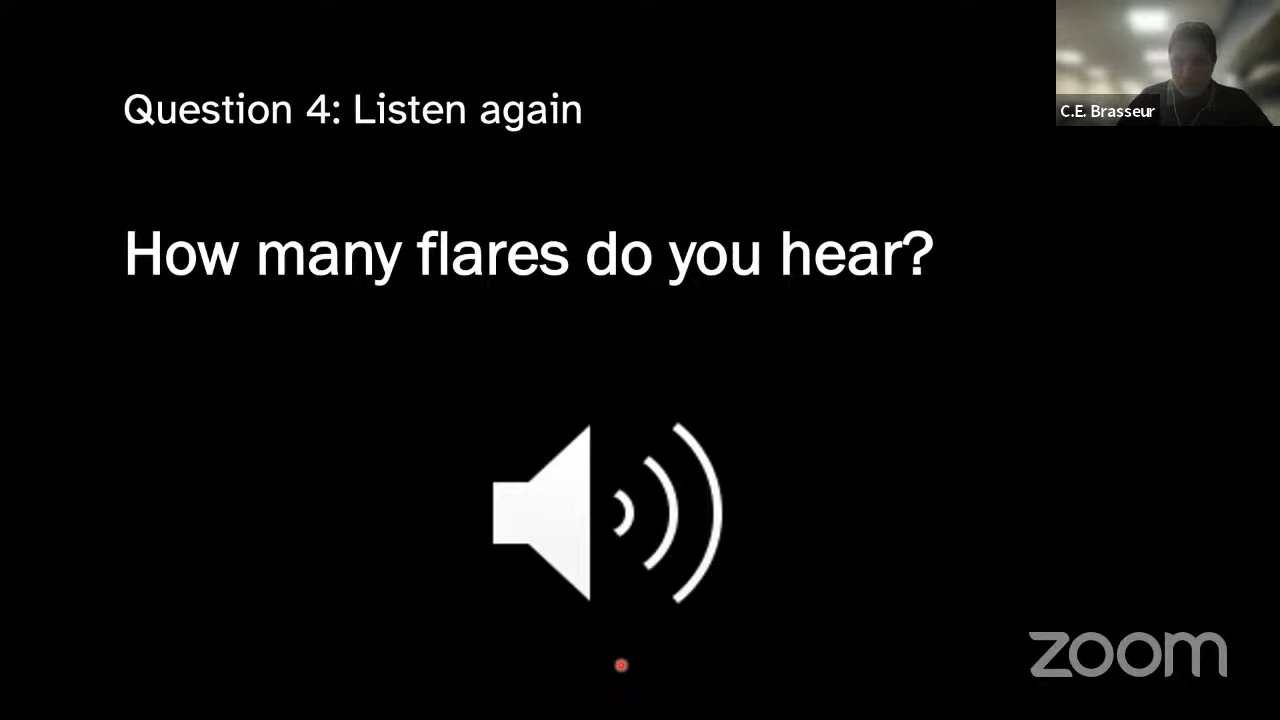 Question 4: Listen again
C.E. Brasseur
How many flares do you hear?
zoom